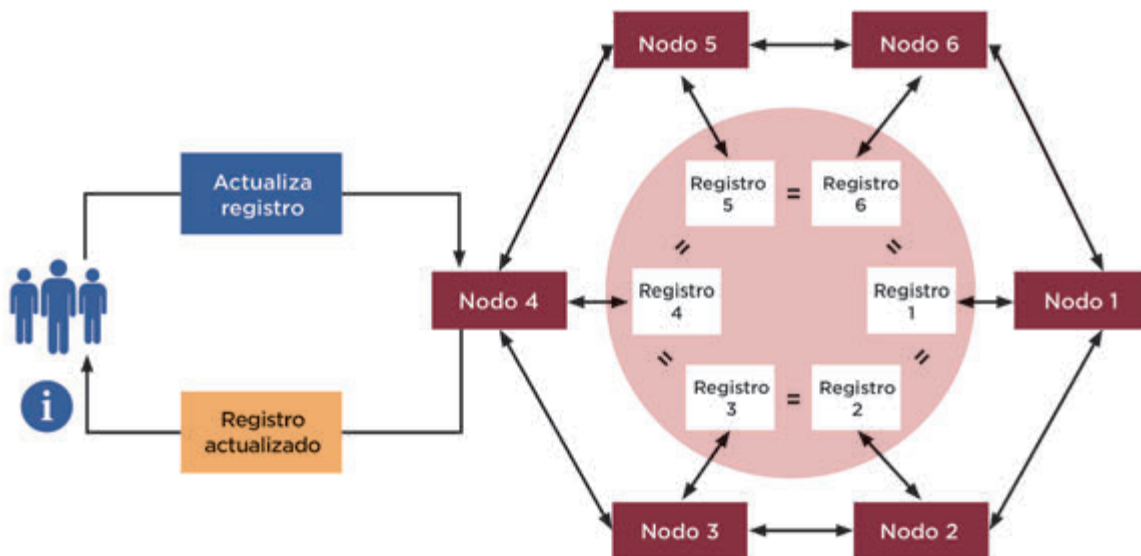 Nodo 5
Nodo 6
Actualiza
registro
Registro
5
=
Registro
6
=
=
Nodo 4
Registro
4
Registro
1
Nodo 1
=
=
Registro
3
=
Registro
2
i
Registro
actualizado
Nodo 3
Nodo 2